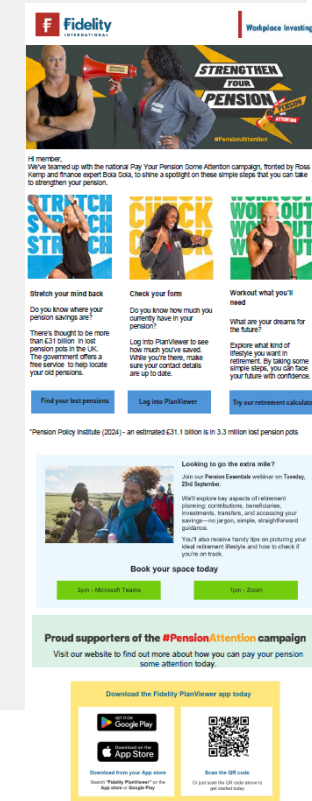 Fidelity
INTERNATIONAL
Workplace Investing
STRENGTHEN
YOUR
PENSION
PENSION
ATTENTION
#PensionAttention
Hi member,
We've teamed up with the national Pay Your Pension Some Attention campaign, fronted by Ross
Kemp and finance expert Bola Sola, to shine a spotlight on these simple steps that you can take
to strengthen your pension.
STRETCH
STRETCH
STRETCH
Stretch your mind back
Do you know where your
pension savings are?
There's thought to be more
than £31 billion in lost
pension pots in the UK.
The government offers a
free service to help locate
your old pensions.
Find your lost pensions
CHECK
CHECK
CHECK
Check your form
Do you know how much you
currently have in your
pension?
Log into PlanViewer to see
how much you've saved.
While you're there, make
sure your contact details
are up to date.
Log into PlanViewer
WORKOUT
WORKOUT
WORKOUT
Workout what you'll
need
What are your dreams for
the future?
Explore what kind of
lifestyle you want in
retirement. By taking some
simple steps, you can face
your future with confidence.
Try our retirement calculato
*Pension Policy Institute (2024) - an estimated £31.1 billion is in 3.3 million lost pension pots
Looking to go the extra mile?
Join our Pension Essentials webinar on Tuesday,
23rd September.
We'll explore key aspects of retirement
planning: contributions, beneficiaries,
investments, transfers, and accessing your
savings—no jargon, simple, straightforward
guidance.
You'll also receive handy tips on picturing your
ideal retirement lifestyle and how to check if
you're on track.
Book your space today
3pm - Microsoft Teams
1pm - Zoom
Proud supporters of the #PensionAttention campaign
Visit our website to find out more about how you can pay your pension
some attention today.
Download the Fidelity PlanViewer app today
GET IT ON
Google Play
Download on the
App Store
Download from your App store
Search "Fidelity PlanViewer" on the
App store or Google Play
Scan the QR code
Or just scan the QR code above to
get started today